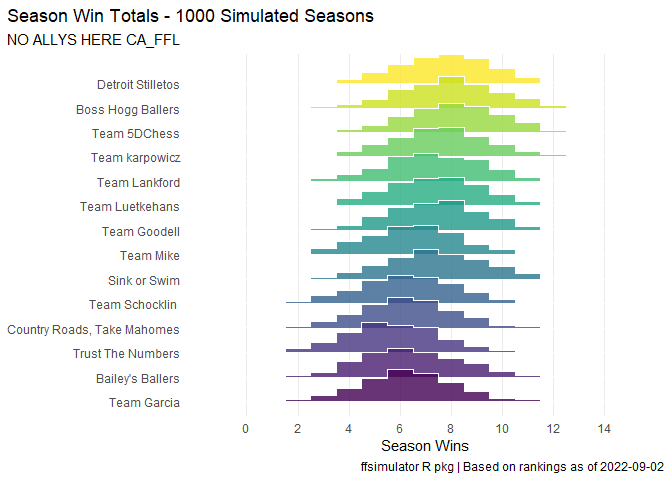 Season Win Totals - 1000 Simulated Seasons
NO ALLYS HERE CA_FFL
Detroit Stilletos
Boss Hogg Ballers
Team 5DChess
Team karpowicz
Team Lankford
Team Luetkehans
Team Goodell
Team Mike
Sink or Swim
Team Schocklin
Country Roads, Take Mahomes
Trust The Numbers
Bailey's Ballers
Team Garcia
0 2 4 6 8 10 12 14
Season Wins
ffsimulator R pkg | Based on rankings as of 2022-09-02